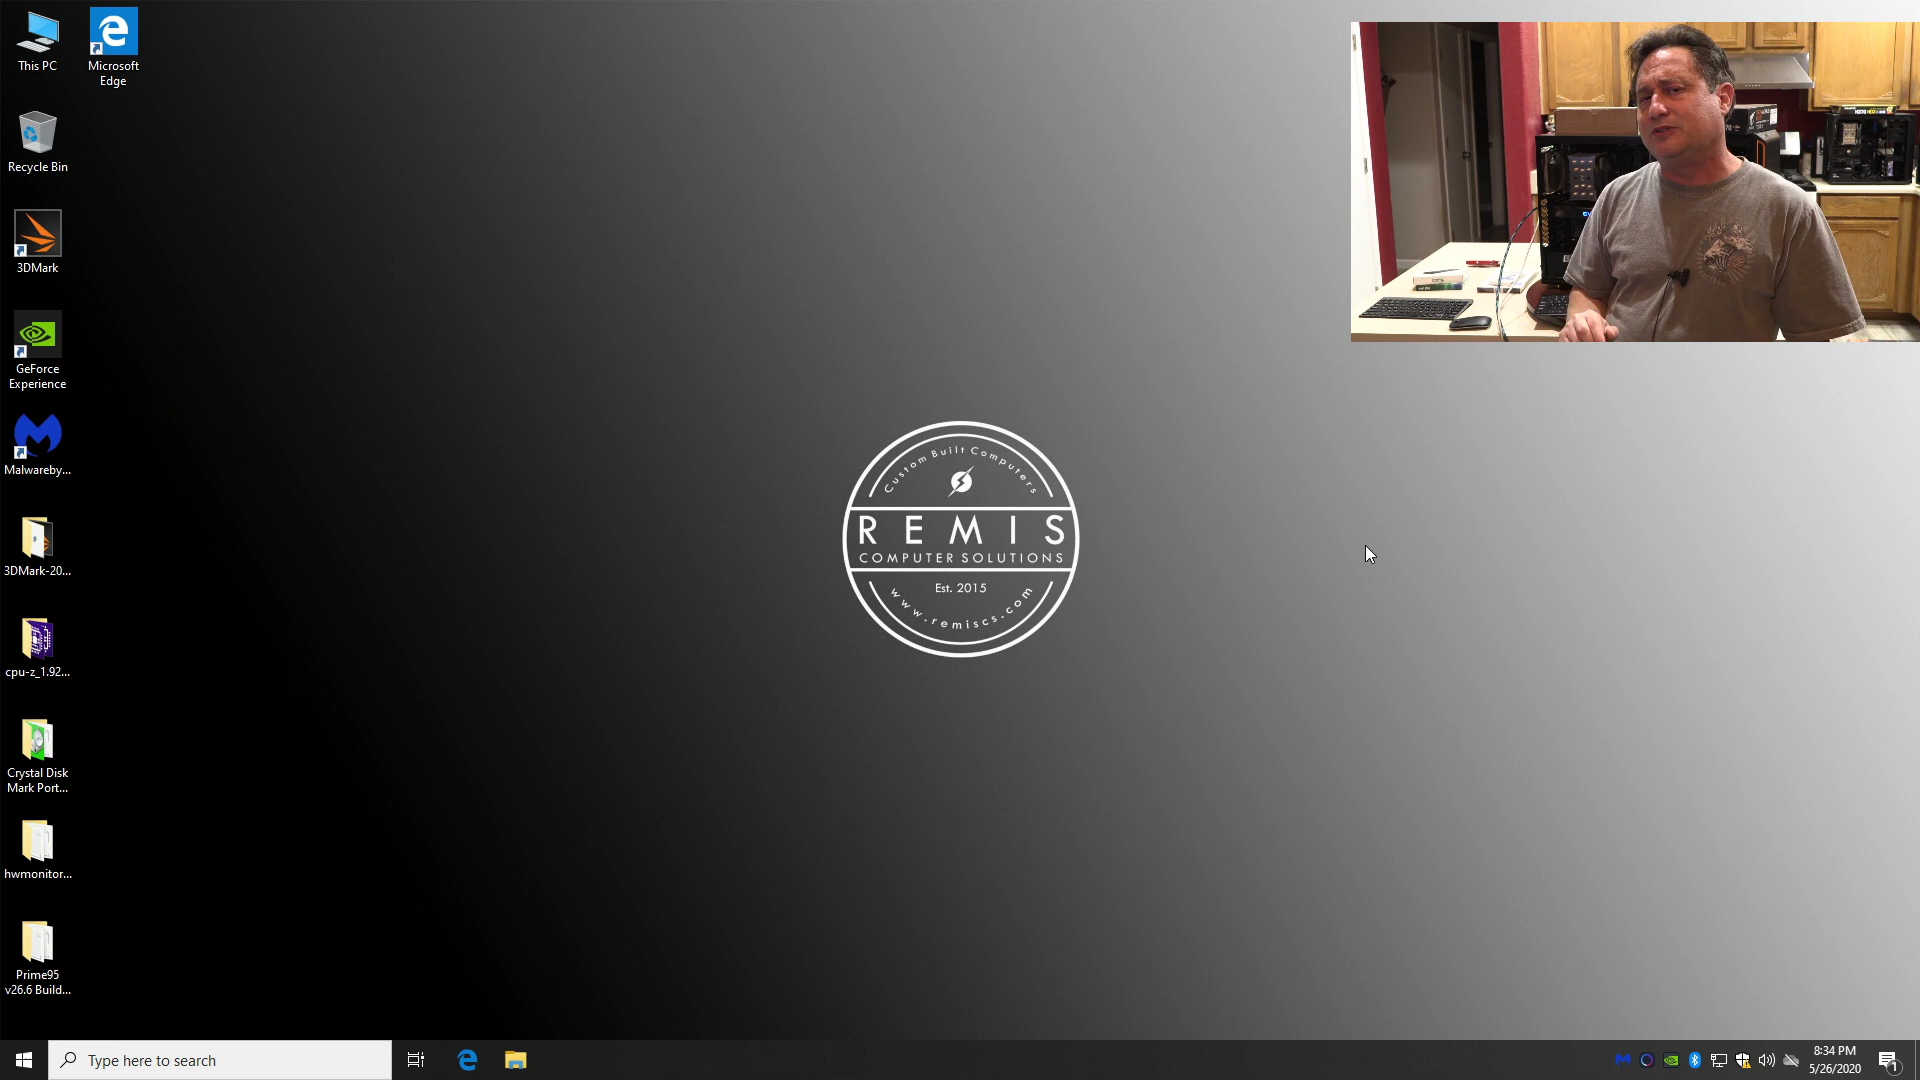 This PC
Microsoft
Edge
Recycle Bin
3DMark
GeForce
Experience
Malwareby...
3DMark-20...
cpu-z_1.92...
Crystal Disk
Mark Port...
hwmonitor...
Prime95
v26.6 Build...
Custom Built Computers
REMIS
COMPUTER SOLUTIONS
Est. 2015
www.remiscs.com
Type here to search
8:34 PM
5/26/2020
1